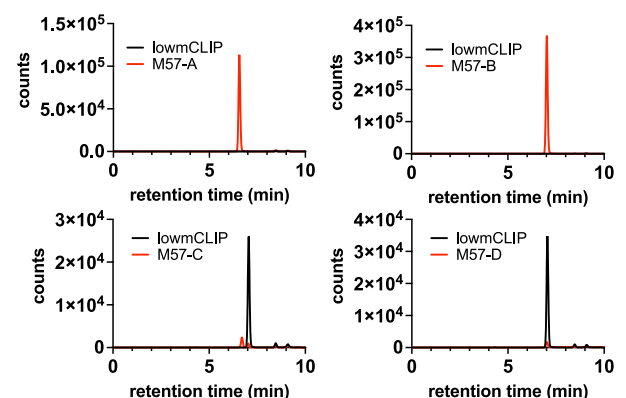 counts
1.5×10⁵
1.0×10⁵
5.0×10⁴
0.0
lowmCLIP
M57-A
0 5 10
retention time (min)
counts
4×10⁵
3×10⁵
2×10⁵
1×10⁵
0
lowmCLIP
M57-B
0 5 10
retention time (min)
counts
3×10⁴
2×10⁴
1×10⁴
0
lowmCLIP
M57-C
0 5 10
retention time (min)
counts
4×10⁴
3×10⁴
2×10⁴
1×10⁴
0
lowmCLIP
M57-D
0 5 10
retention time (min)